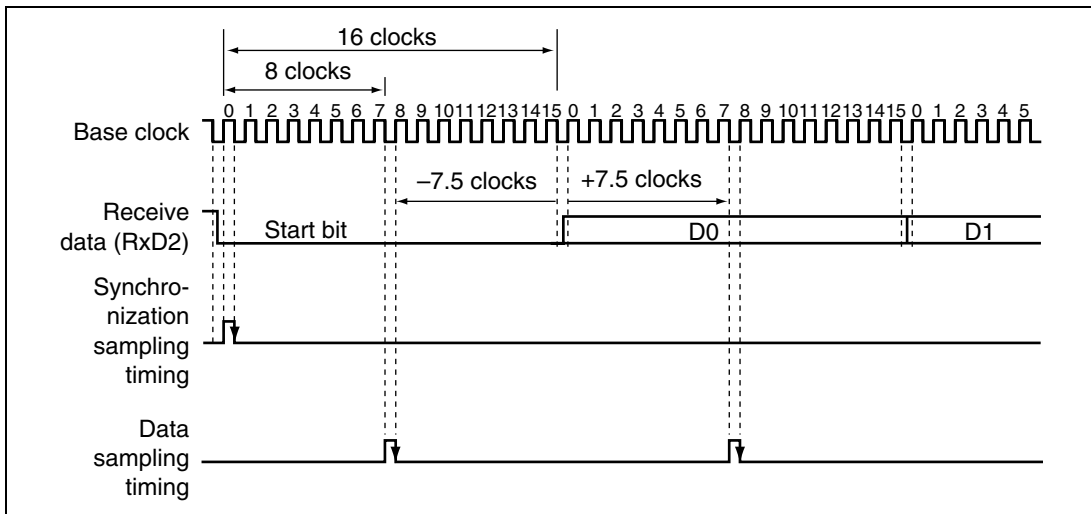 16 clocks
8 clocks
0 1 2 3 4 5 6 7 8 9 10 11 12 13 14 15 0 1 2 3 4 5 6 7 8 9 10 11 12 13 14 15 0 1 2 3 4 5
Base clock
–7.5 clocks
+7.5 clocks
Receive
data (RxD2)
Start bit
D0
D1
Synchro-
nization
sampling
timing
Data
sampling
timing